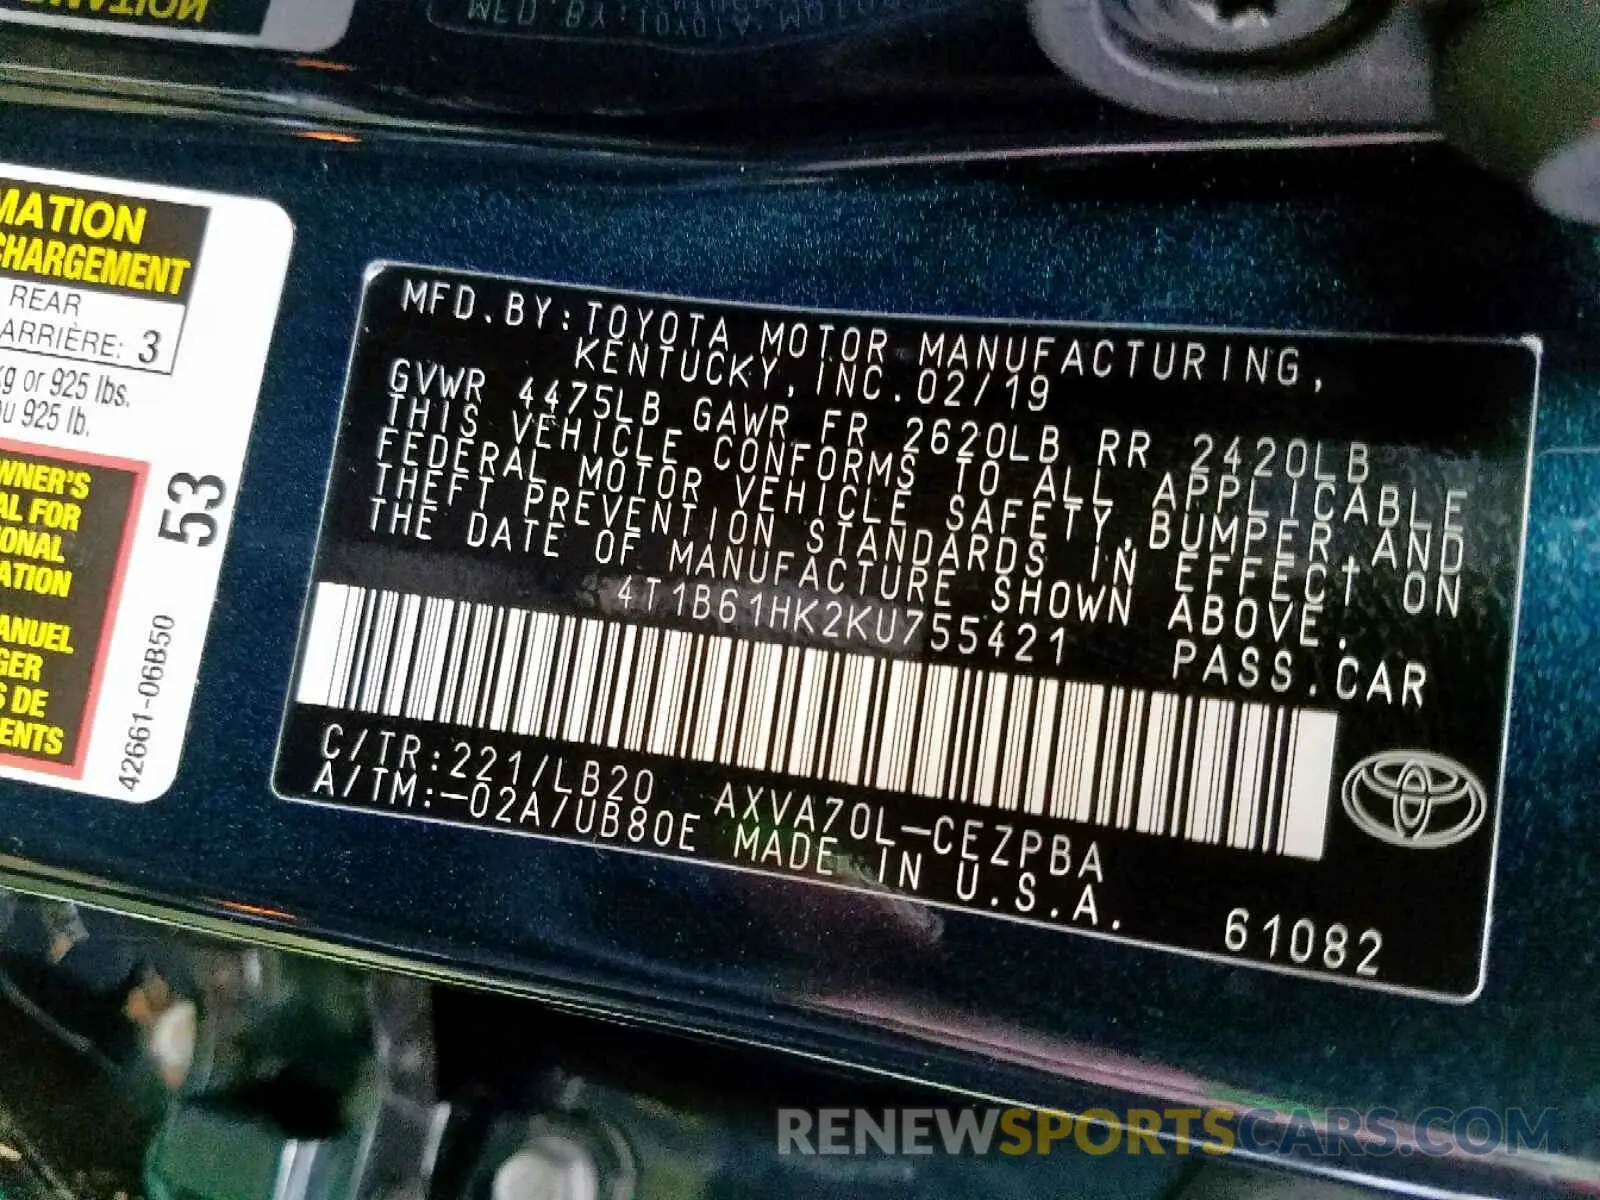 MATION
CHARGEMENT
REAR
ARRIÈRE: 3
kg or 925 lbs.
ou 925 lb.
WNER'S
AL FOR
IONAL
ATION
ANUEL
GER
S DE
ENTS
53
42661-06B50
MFD.BY:TOYOTA MOTOR MANUFACTURING,
KENTUCKY,INC.02/19
GVWR 4475LB GAWR FR 2620LB RR 2420LB
THIS VEHICLE CONFORMS TO ALL APPLICABLE
FEDERAL MOTOR VEHICLE SAFETY,BUMPER,AND
THEFT PREVENTION STANDARDS IN EFFECT ON
THE DATE OF MANUFACTURE SHOWN ABOVE.
4T1B61HK2KU755421 PASS.CAR
C/TR:221/LB20 AXVA70L-CEZPBA
A/TM:-02A/UB80E MADE IN U.S.A.
61082
RENEWSPORTSCARS.COM